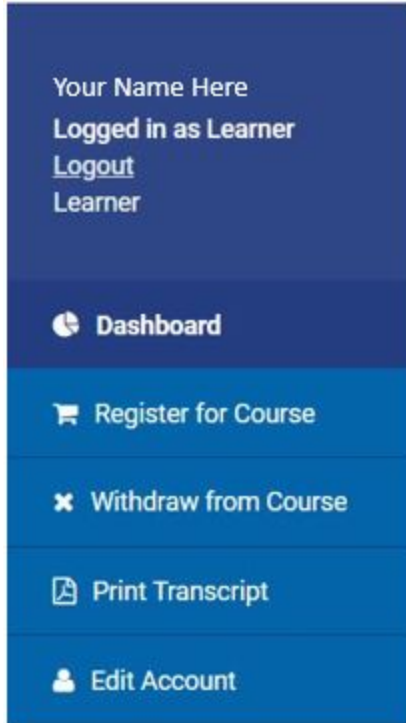 Your Name Here
Logged in as Learner
Logout
Learner
Dashboard
Register for Course
Withdraw from Course
Print Transcript
Edit Account